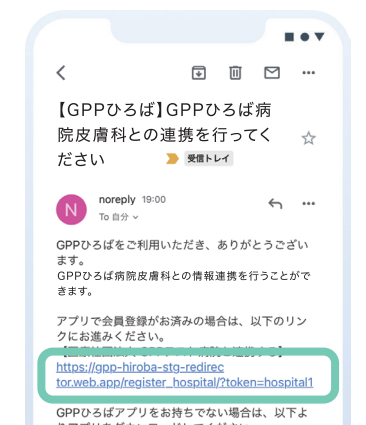 【GPPひろば】GPPひろば病
院皮膚科との連携を行ってく
ださい
受信トレイ
N
noreply 19:00
To 自分
GPPひろばをご利用いただき、ありがとうござい
ます。
GPPひろば病院皮膚科との情報連携を行うことがで
きます。
アプリで会員登録がお済みの場合は、以下のリン
クにお進みください。
https://gpp-hiroba-stg-redirec
tor.web.app/register_hospital/?token=hospital1
GPPひろばアプリをお持ちでない場合は、以下よ